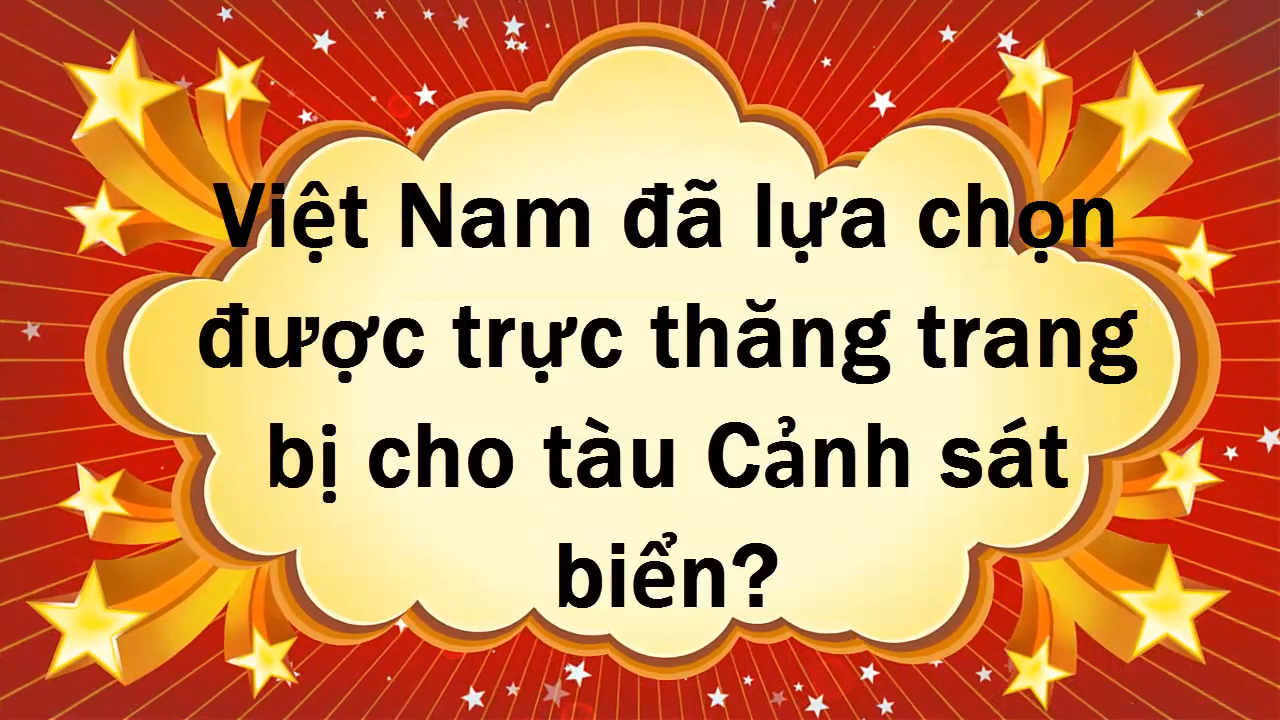 Việt Nam đã lựa chọn
được trực thăng trang
bị cho tàu Cảnh sát
biển?